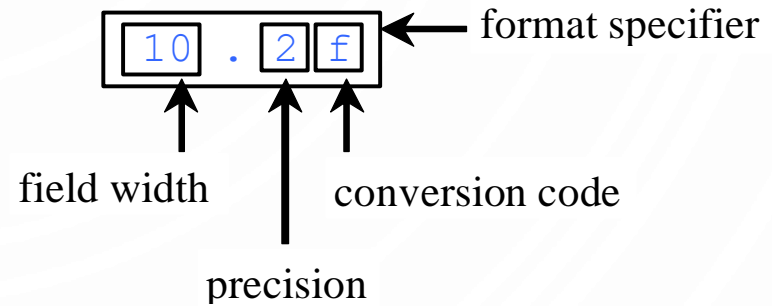 10 . 2 f format specifier
field width conversion code
precision